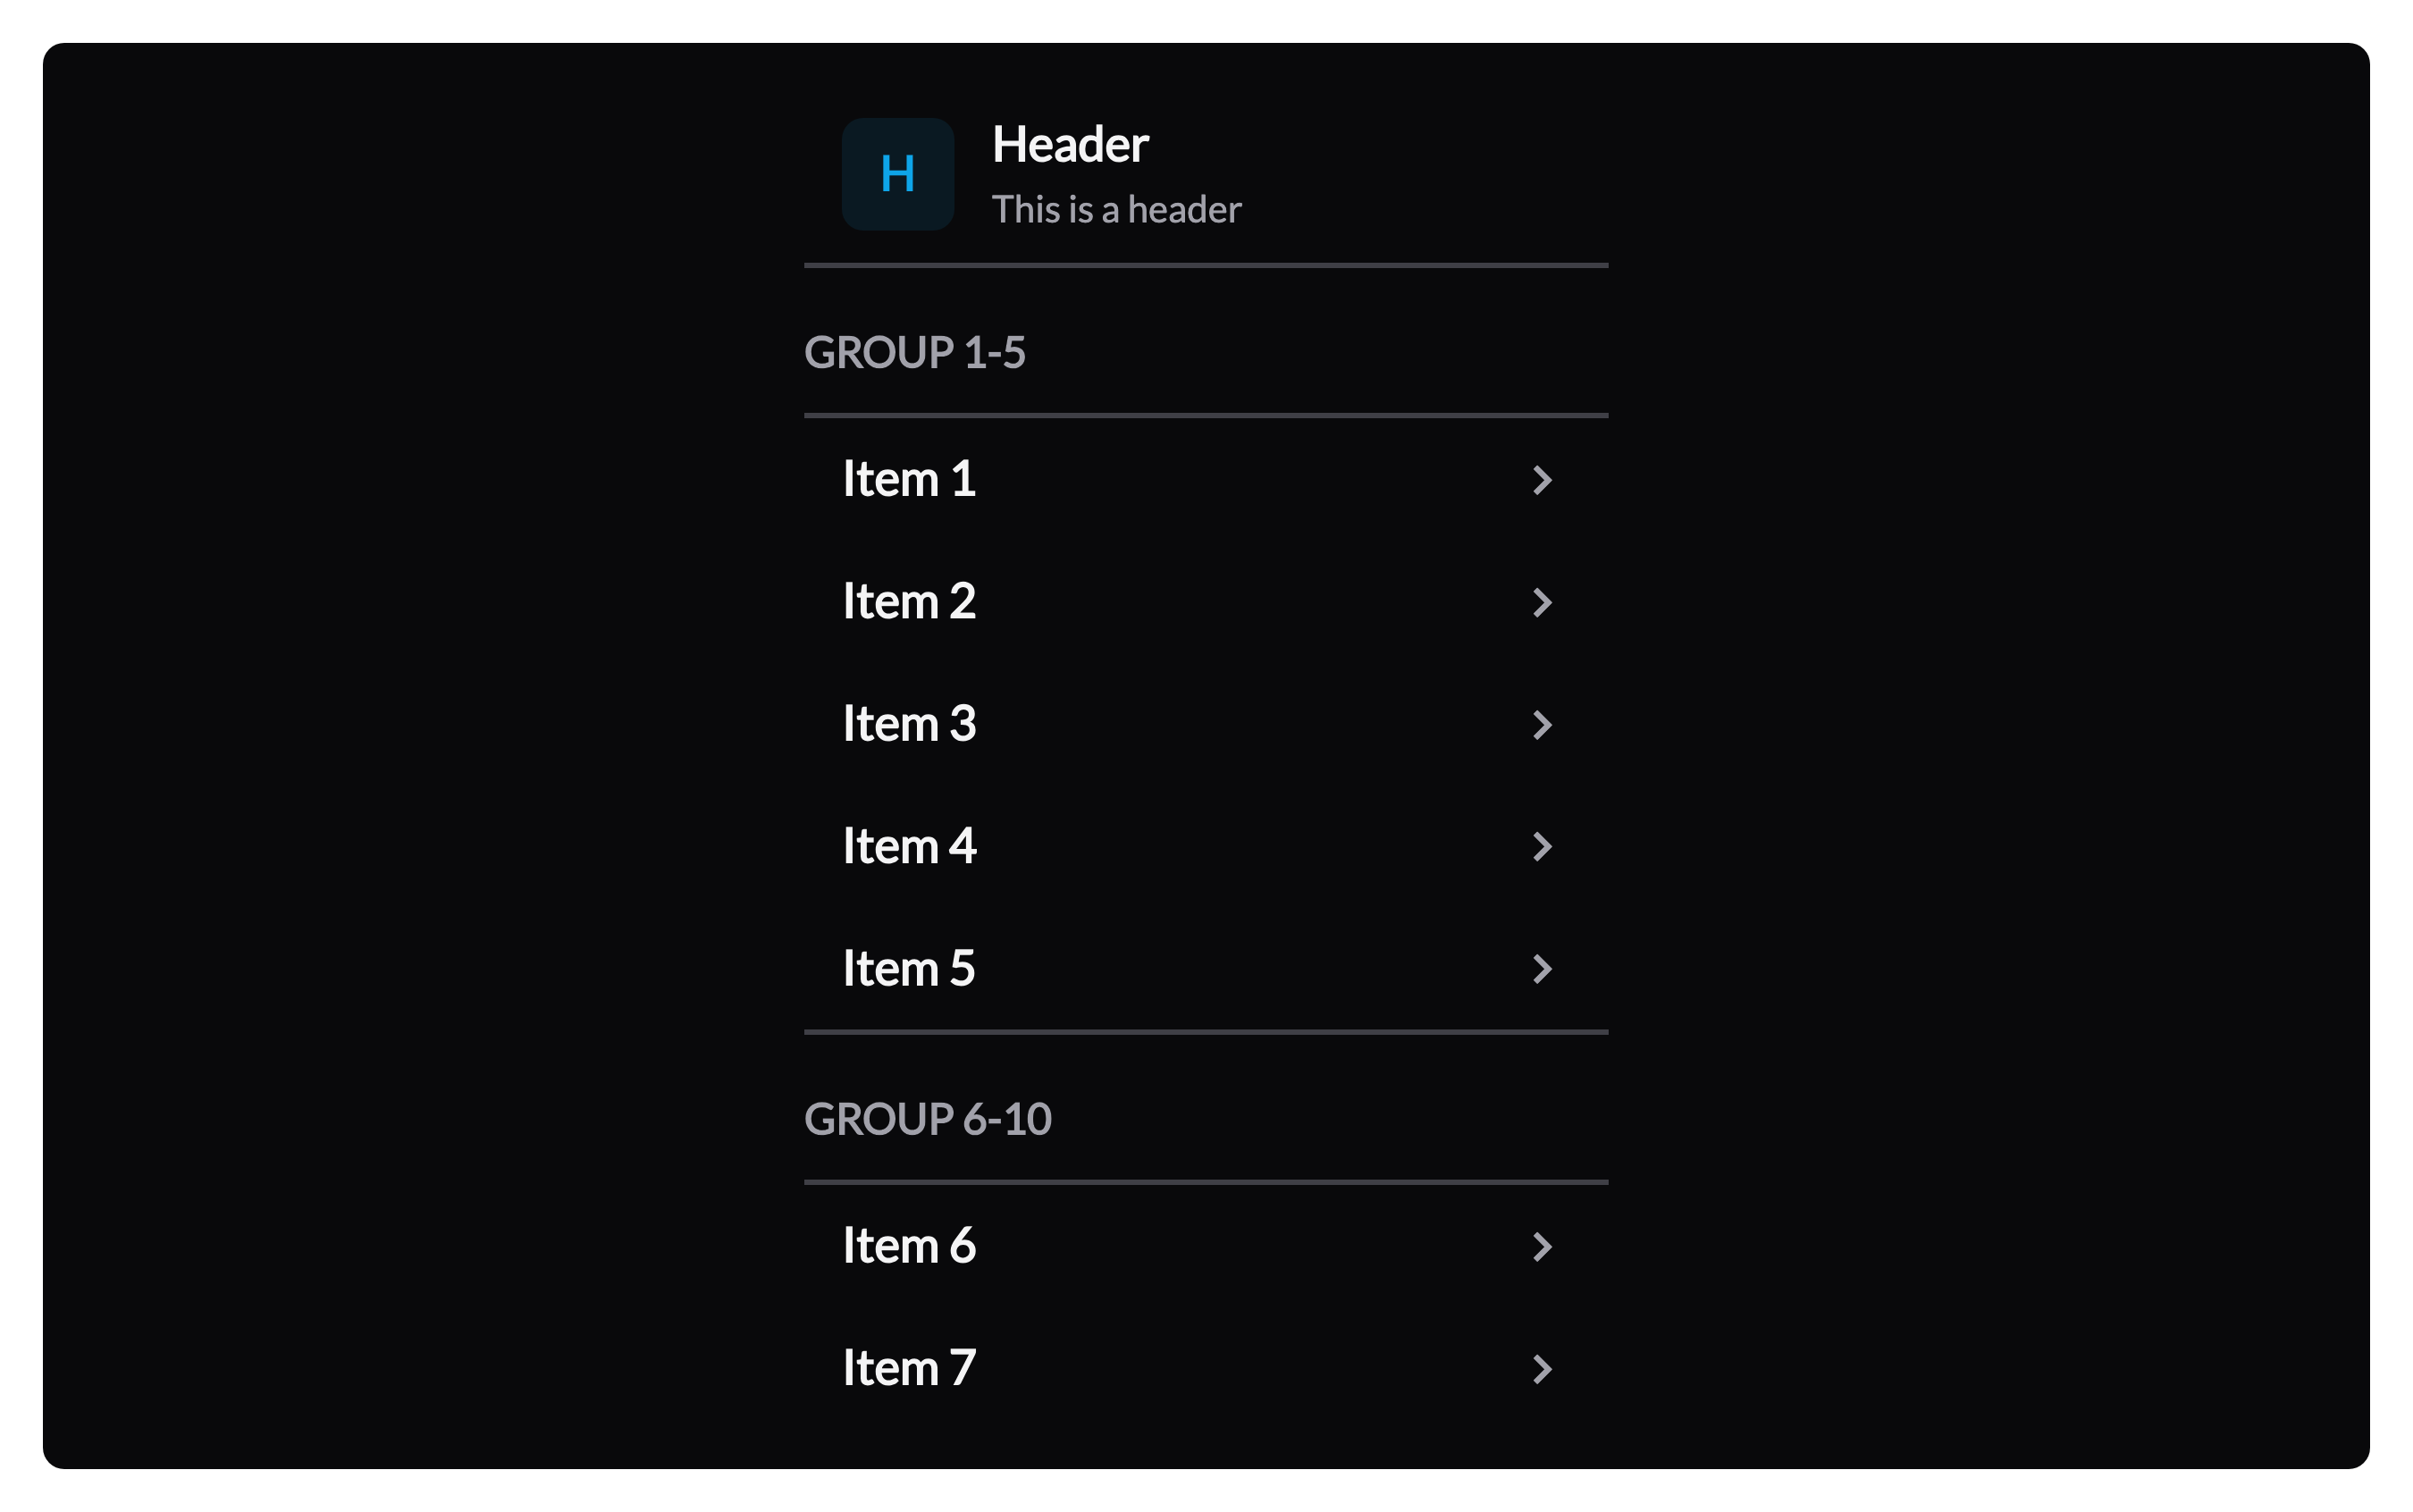 H
Header
This is a header
GROUP 1-5
Item 1
Item 2
Item 3
Item 4
Item 5
GROUP 6-10
Item 6
Item 7